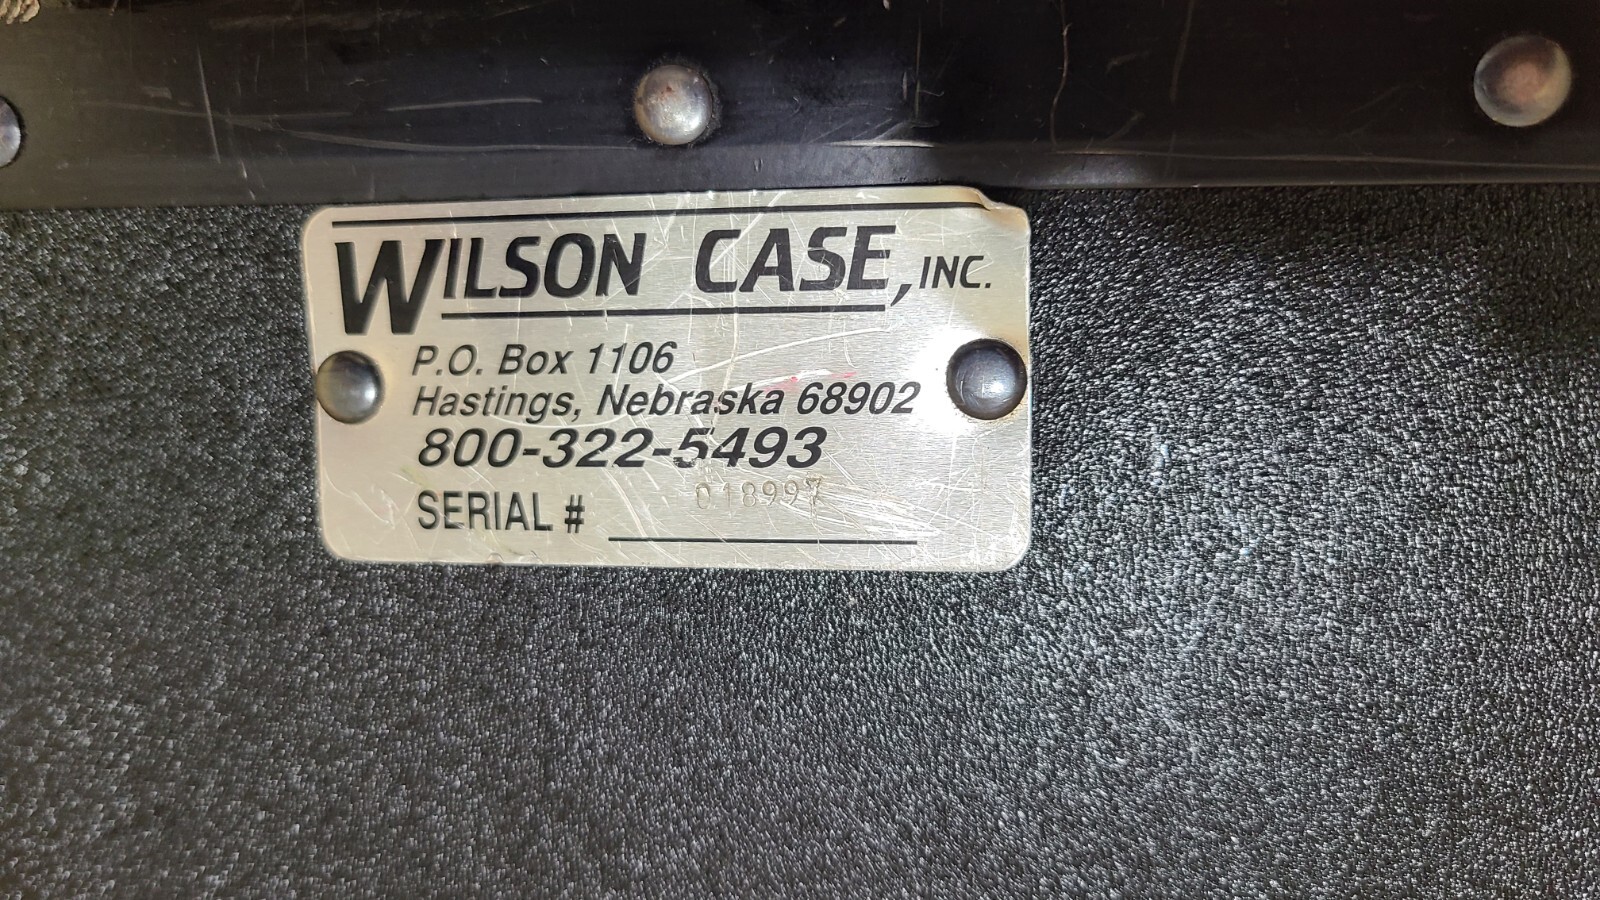 WILSON CASE, INC.
P.O. Box 1106
Hastings, Nebraska 68902
800-322-5493
SERIAL # 018997